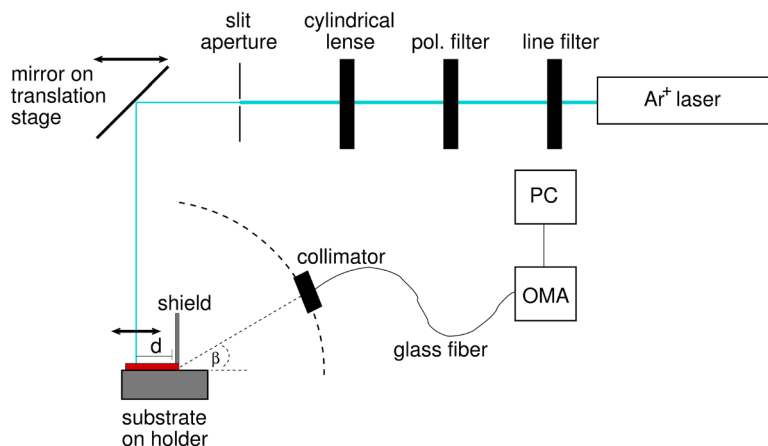 slit
aperture
cylindrical
lense
pol. filter
line filter
mirror on
translation
stage
Ar⁺ laser
PC
collimator
OMA
shield
d
β
glass fiber
substrate
on holder